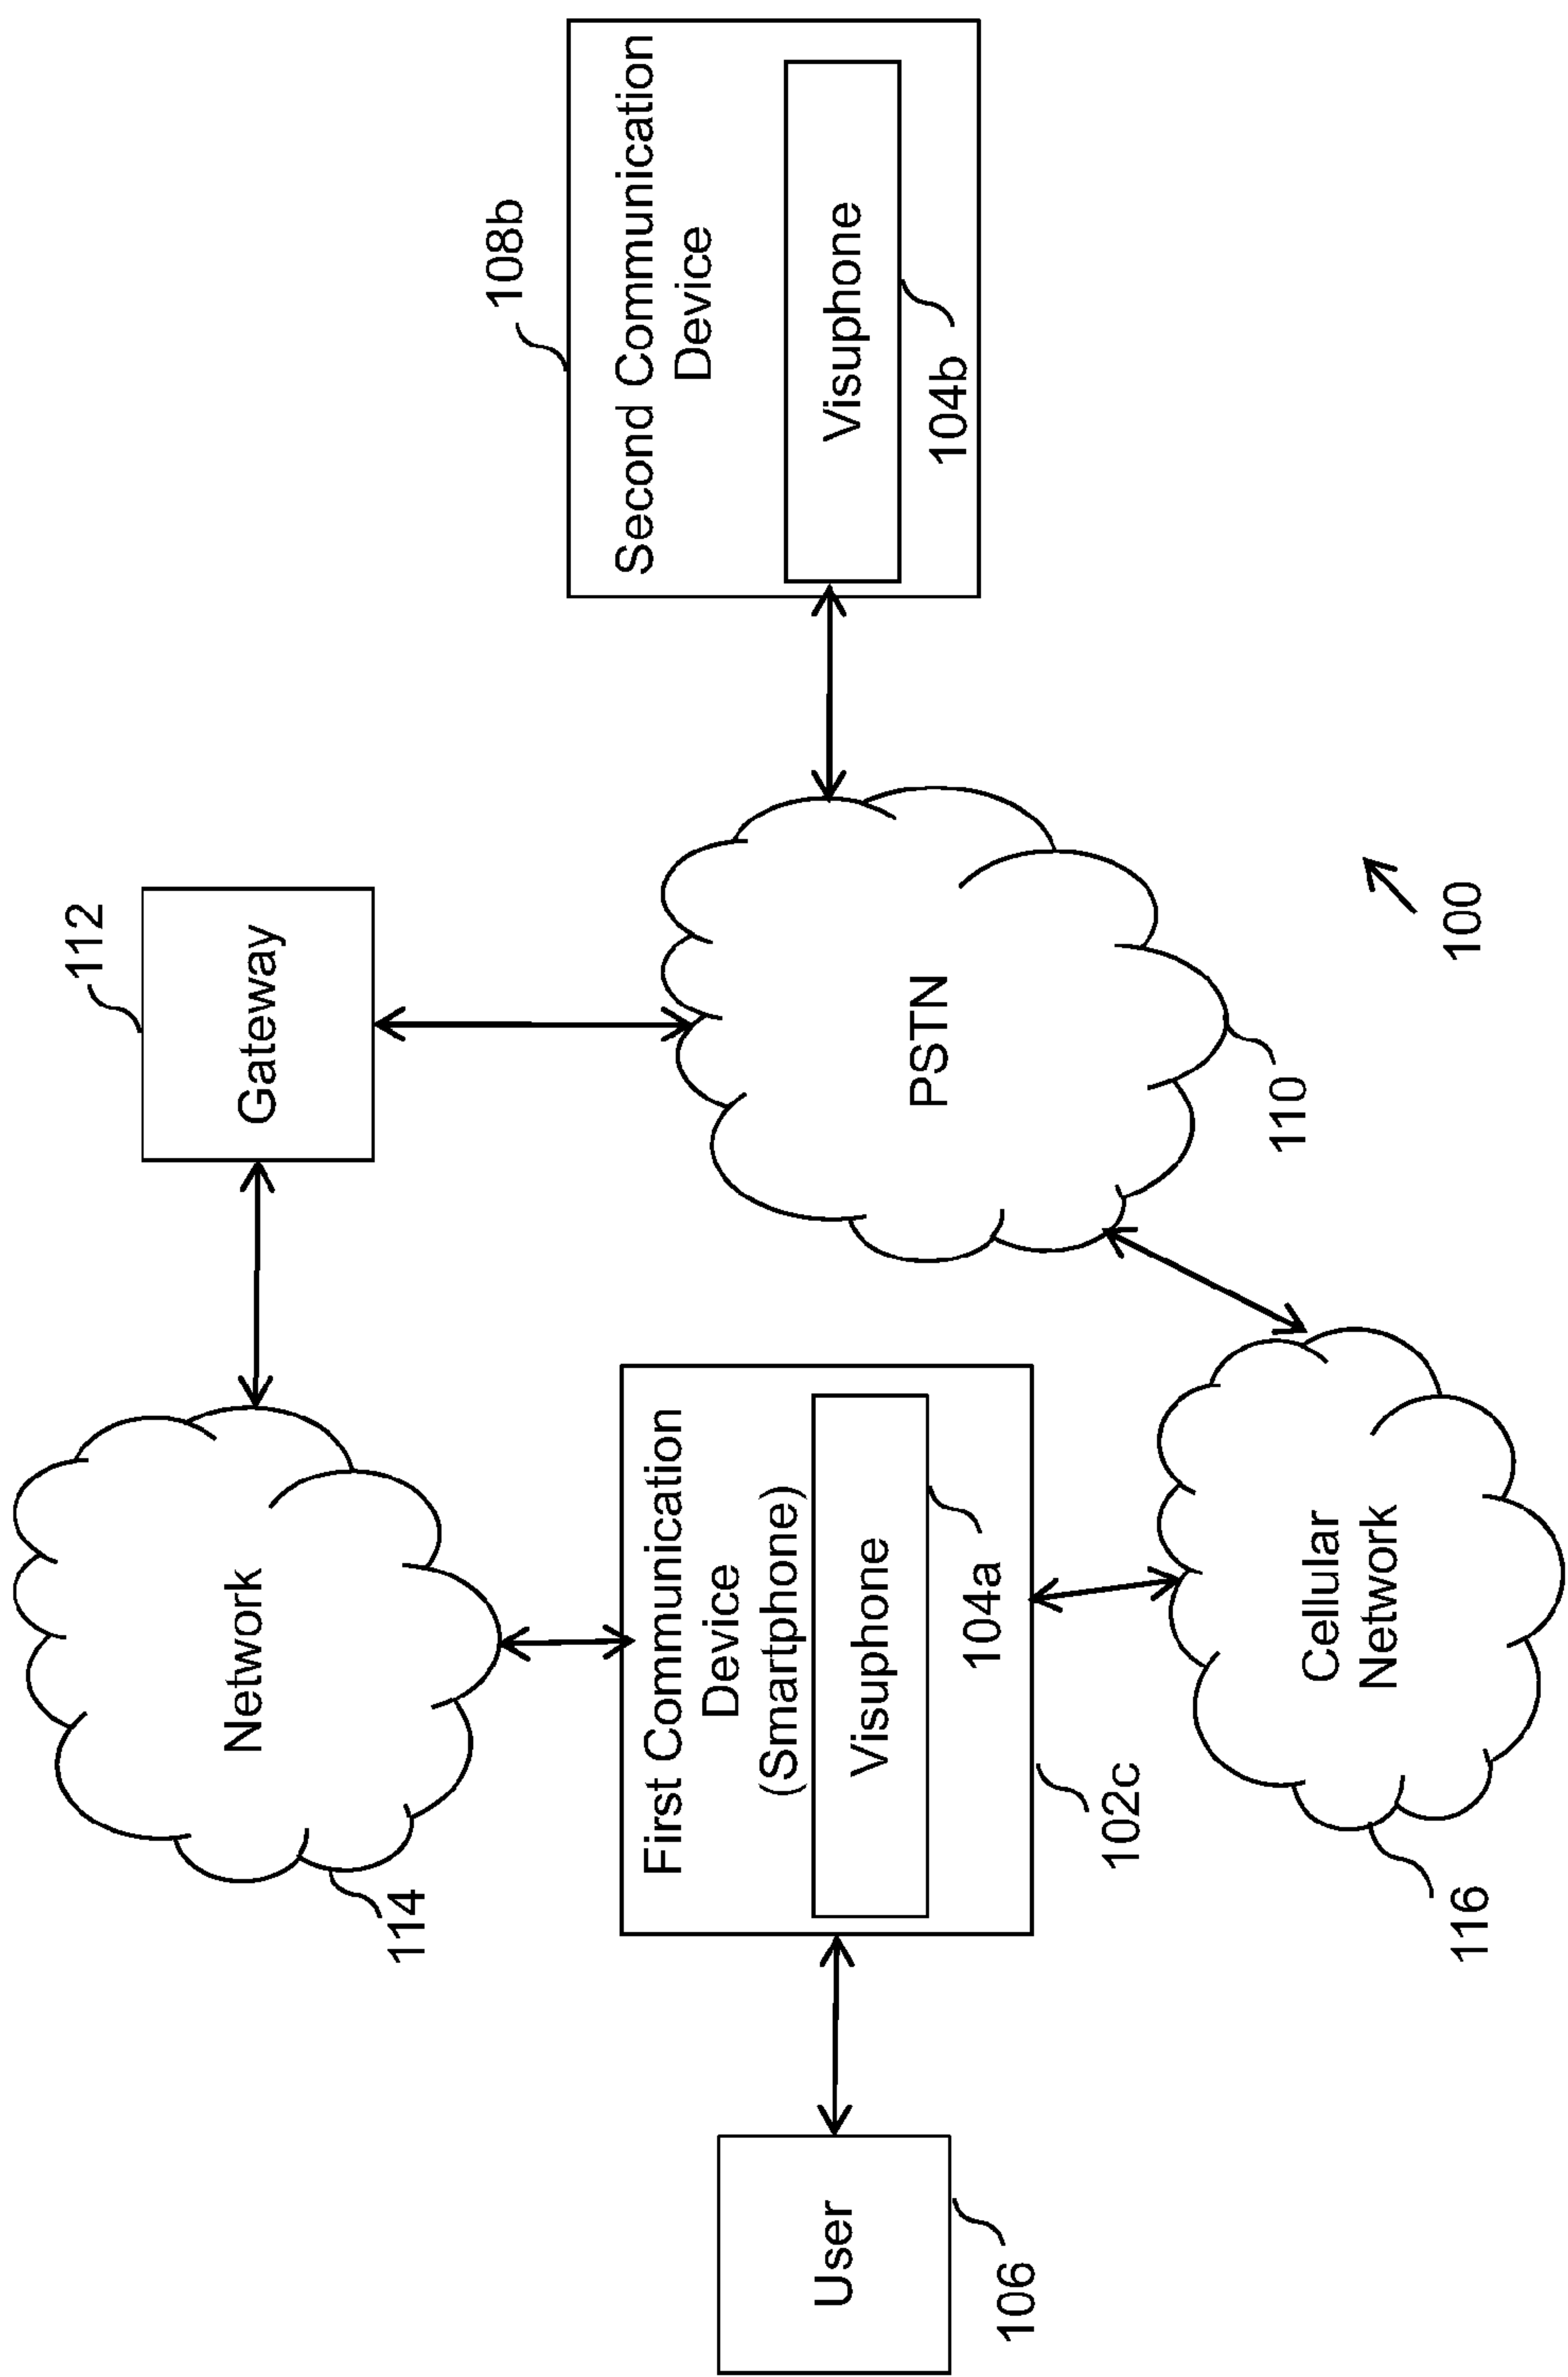 Network
114
Gateway
112
User
106
First Communication
Device
(Smartphone)
Visuphone
104a
102c
PSTN
110
Second Communication
Device
Visuphone
104b
108b
Cellular
Network
116
100